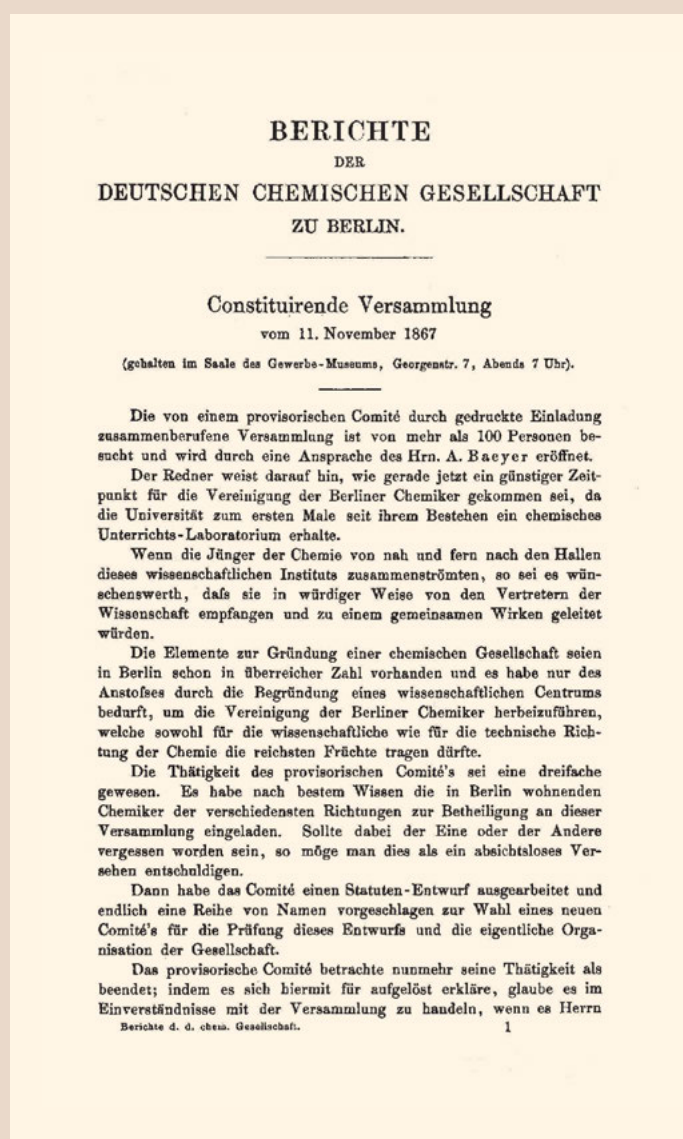 BERICHTE
DER
DEUTSCHEN CHEMISCHEN GESELLSCHAFT
ZU BERLIN.
Constituirende Versammlung
vom 11. November 1867
(gehalten im Saale des Gewerbe-Museums, Georgenstr. 7, Abends 7 Uhr).
Die von einem provisorischen Comité durch gedruckte Einladung
zusammenberufene Versammlung ist von mehr als 100 Personen be-
sucht und wird durch eine Ansprache des Hrn. A. Baeyer eröffnet.
Der Redner weist darauf hin, wie gerade jetzt ein günstiger Zeit-
punkt für die Vereinigung der Berliner Chemiker gekommen sei, da
die Universität zum ersten Male seit ihrem Bestehen ein chemisches
Unterrichts-Laboratorium erhalte.
Wenn die Jünger der Chemie von nah und fern nach den Hallen
dieses wissenschaftlichen Instituts zusammenströmten, so sei es wün-
schenswerth, daſs sie in würdiger Weise von den Vertretern der
Wissenschaft empfangen und zu einem gemeinsamen Wirken geleitet
würden.
Die Elemente zur Gründung einer chemischen Gesellschaft seien
in Berlin schon in überreicher Zahl vorhanden und es habe nur des
Anstoſses durch die Begründung eines wissenschaftlichen Centrums
bedurft, um die Vereinigung der Berliner Chemiker herbeizuführen,
welche sowohl für die wissenschaftliche wie für die technische Rich-
tung der Chemie die reichsten Früchte tragen dürfte.
Die Thätigkeit des provisorischen Comité's sei eine dreifache
gewesen. Es habe nach bestem Wissen die in Berlin wohnenden
Chemiker der verschiedensten Richtungen zur Betheiligung an dieser
Versammlung eingeladen. Sollte dabei der Eine oder der Andere
vergessen worden sein, so möge man dies als ein absichtsloses Ver-
sehen entschuldigen.
Dann habe das Comité einen Statuten-Entwurf ausgearbeitet und
endlich eine Reihe von Namen vorgeschlagen zur Wahl eines neuen
Comité's für die Prüfung dieses Entwurfs und die eigentliche Orga-
nisation der Gesellschaft.
Das provisorische Comité betrachte nunmehr seine Thätigkeit als
beendet; indem es sich hiermit für aufgelöst erkläre, glaube es im
Einverständnisse mit der Versammlung zu handeln, wenn es Herrn
Berichte d. d. chem. Gesellschaft. 1